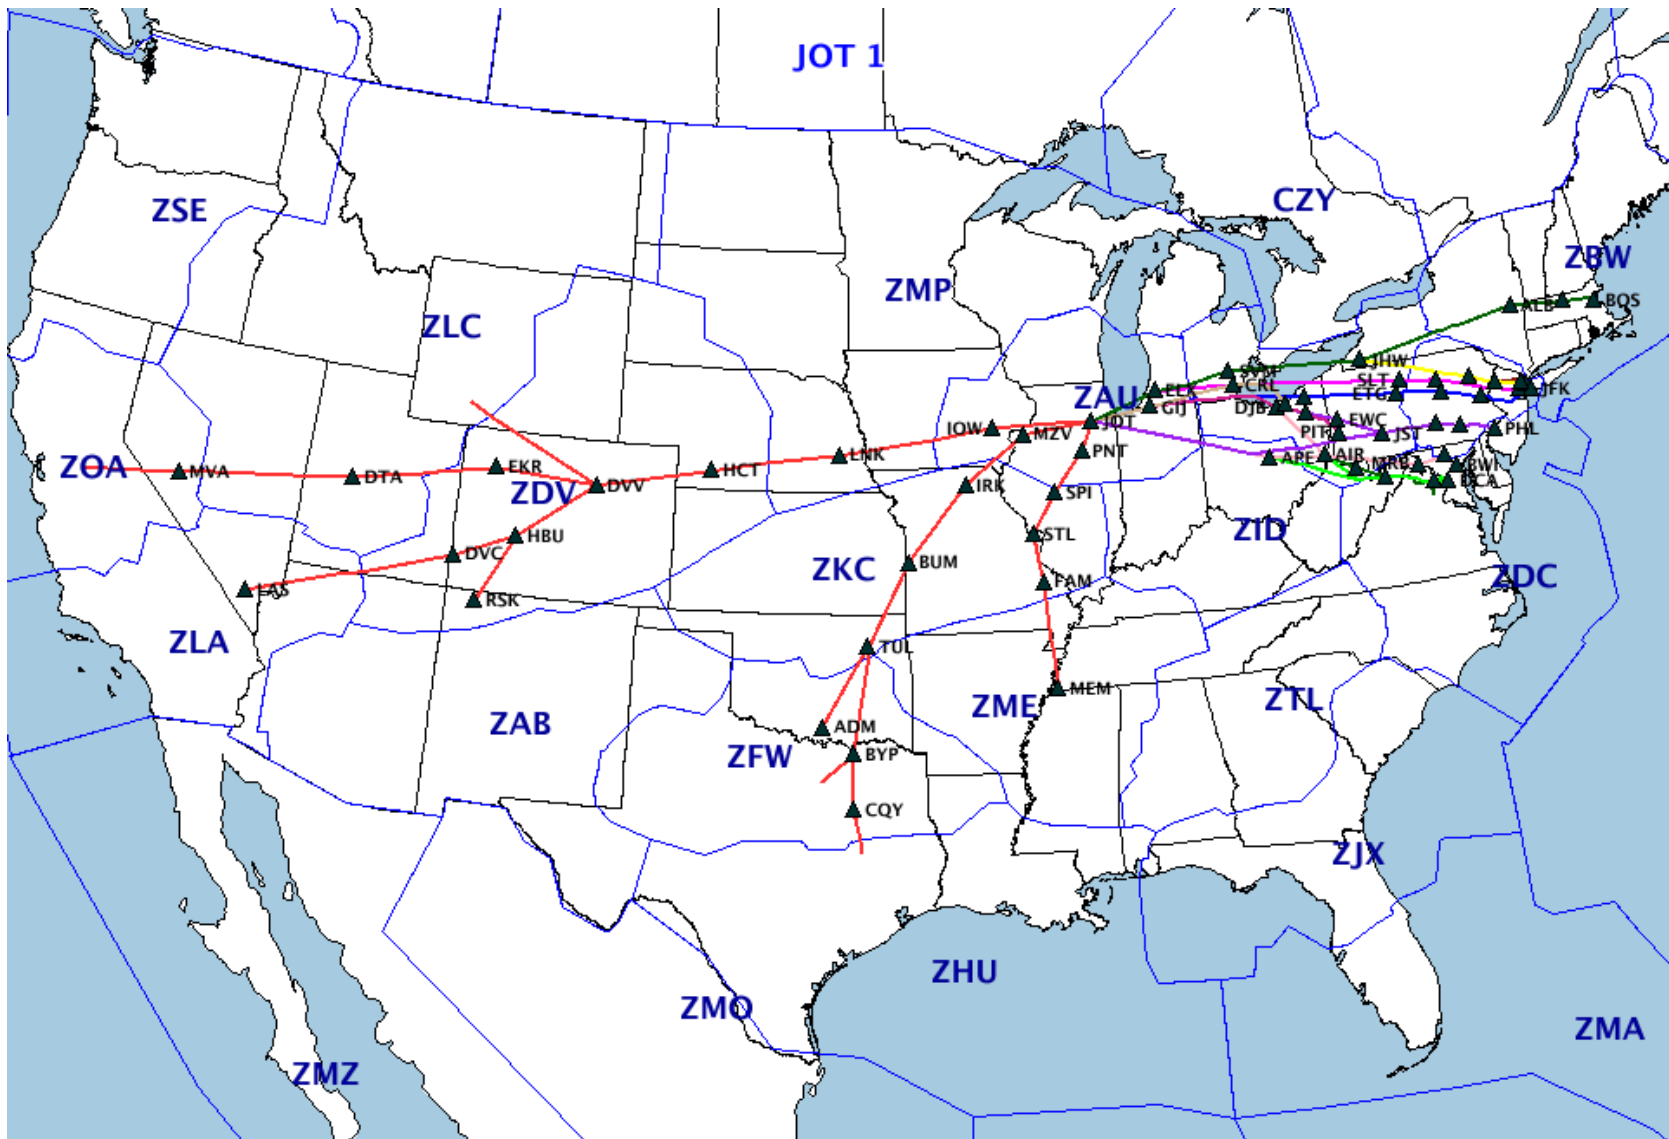 JOT 1
CZY
ZSE
ZBW
ZMP
BOS
ALB
ZLC
JHW
SVM
SLT
CRL
JFK
ELX
ETG
ZAU
GIJ
DJB
JOT
EWC
IOW
MZV
PIT
JST
PHL
PNT
LNK
AIR
APE
MRB
BWI
ZOA
MVA
EKR
HCT
DTA
DCA
ZDV
DVV
IRK
SPI
ZID
HBU
STL
DVC
BUM
ZKC
ZDC
FAM
LAS
RSK
ZLA
TUL
MEM
ZTL
ZME
ZAB
ADM
ZFW
BYP
CQY
ZJX
ZHU
ZMO
ZMA
ZMZ